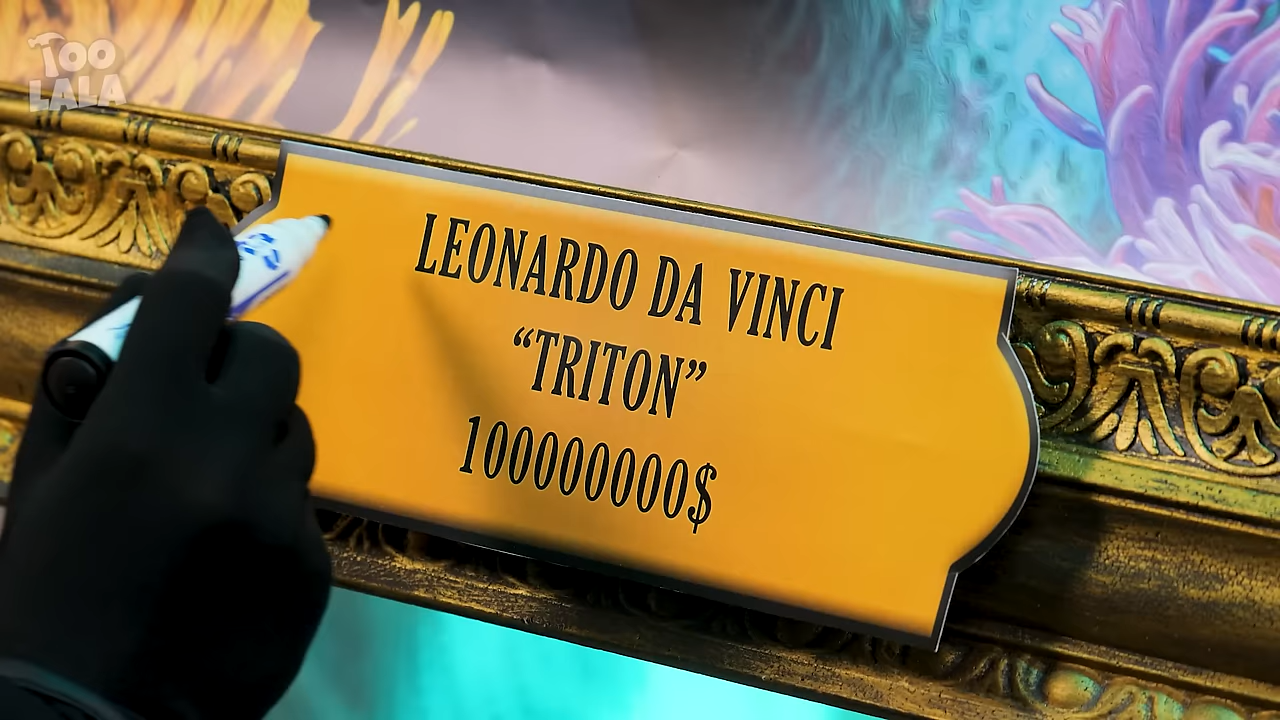 TOO
LALA
LEONARDO DA VINCI
“TRITON”
100000000$